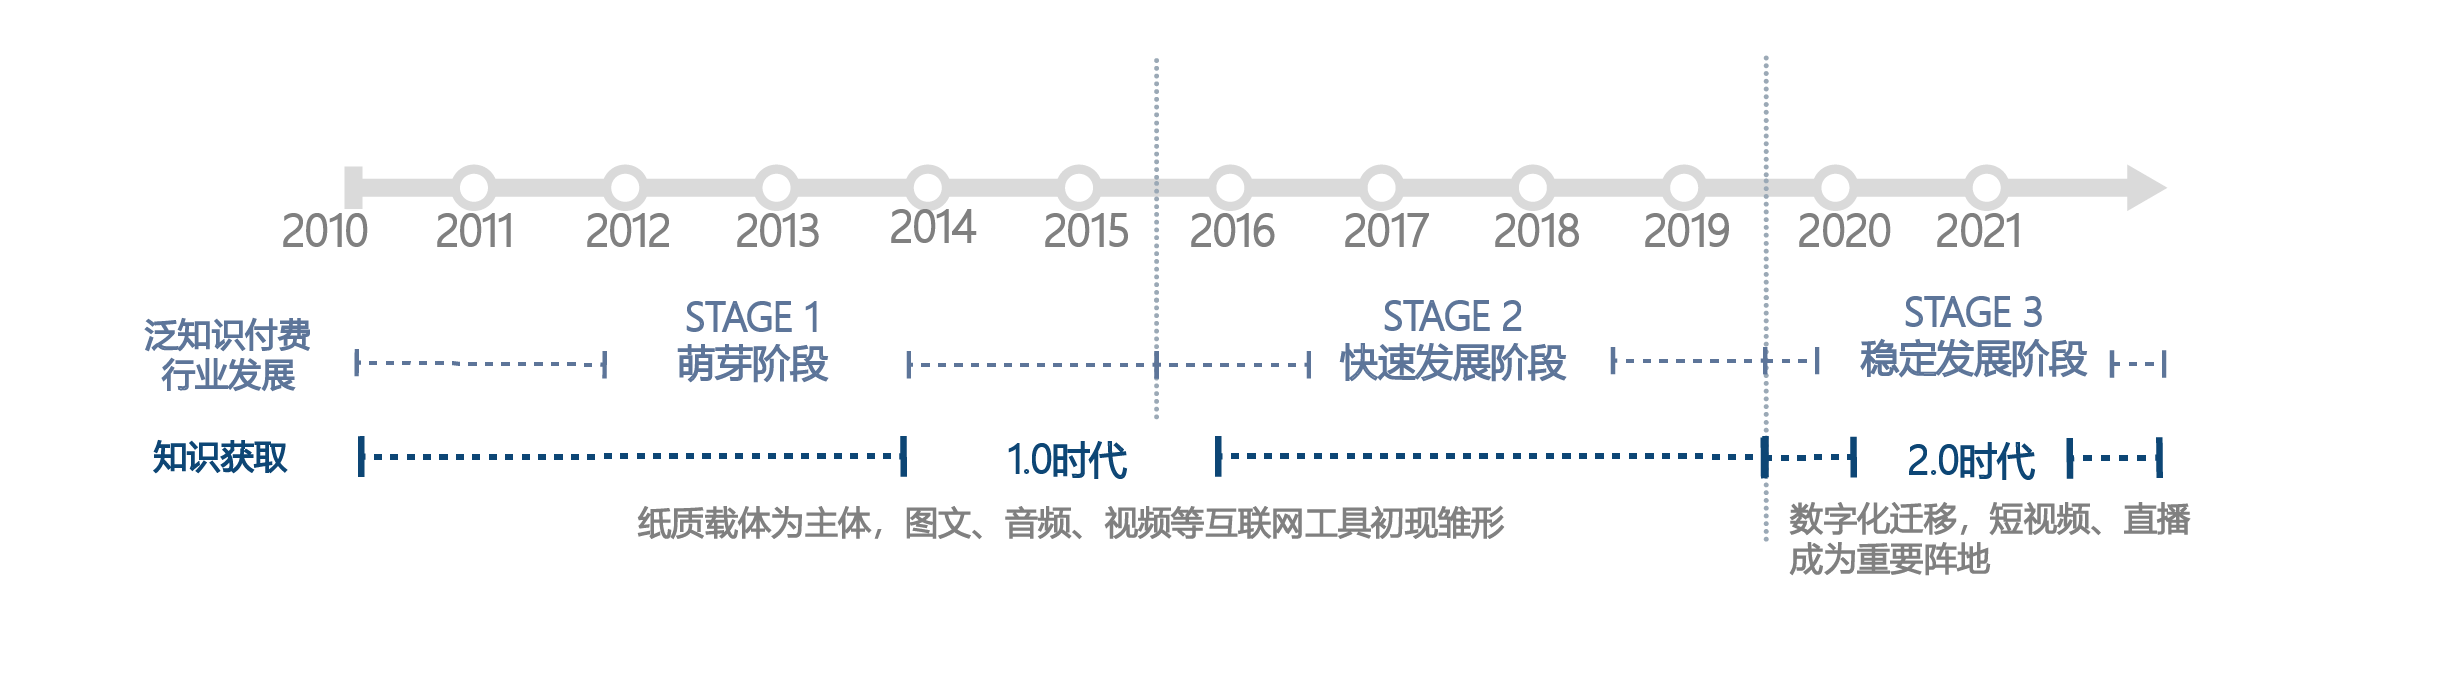 2010 2011 2012 2013 2014 2015 2016 2017 2018 2019 2020 2021
泛知识付费
行业发展
STAGE 1
萌芽阶段
STAGE 2
快速发展阶段
STAGE 3
稳定发展阶段
知识获取
1.0时代
2.0时代
纸质载体为主体，图文、音频、视频等互联网工具初现雏形
数字化迁移，短视频、直播
成为重要阵地